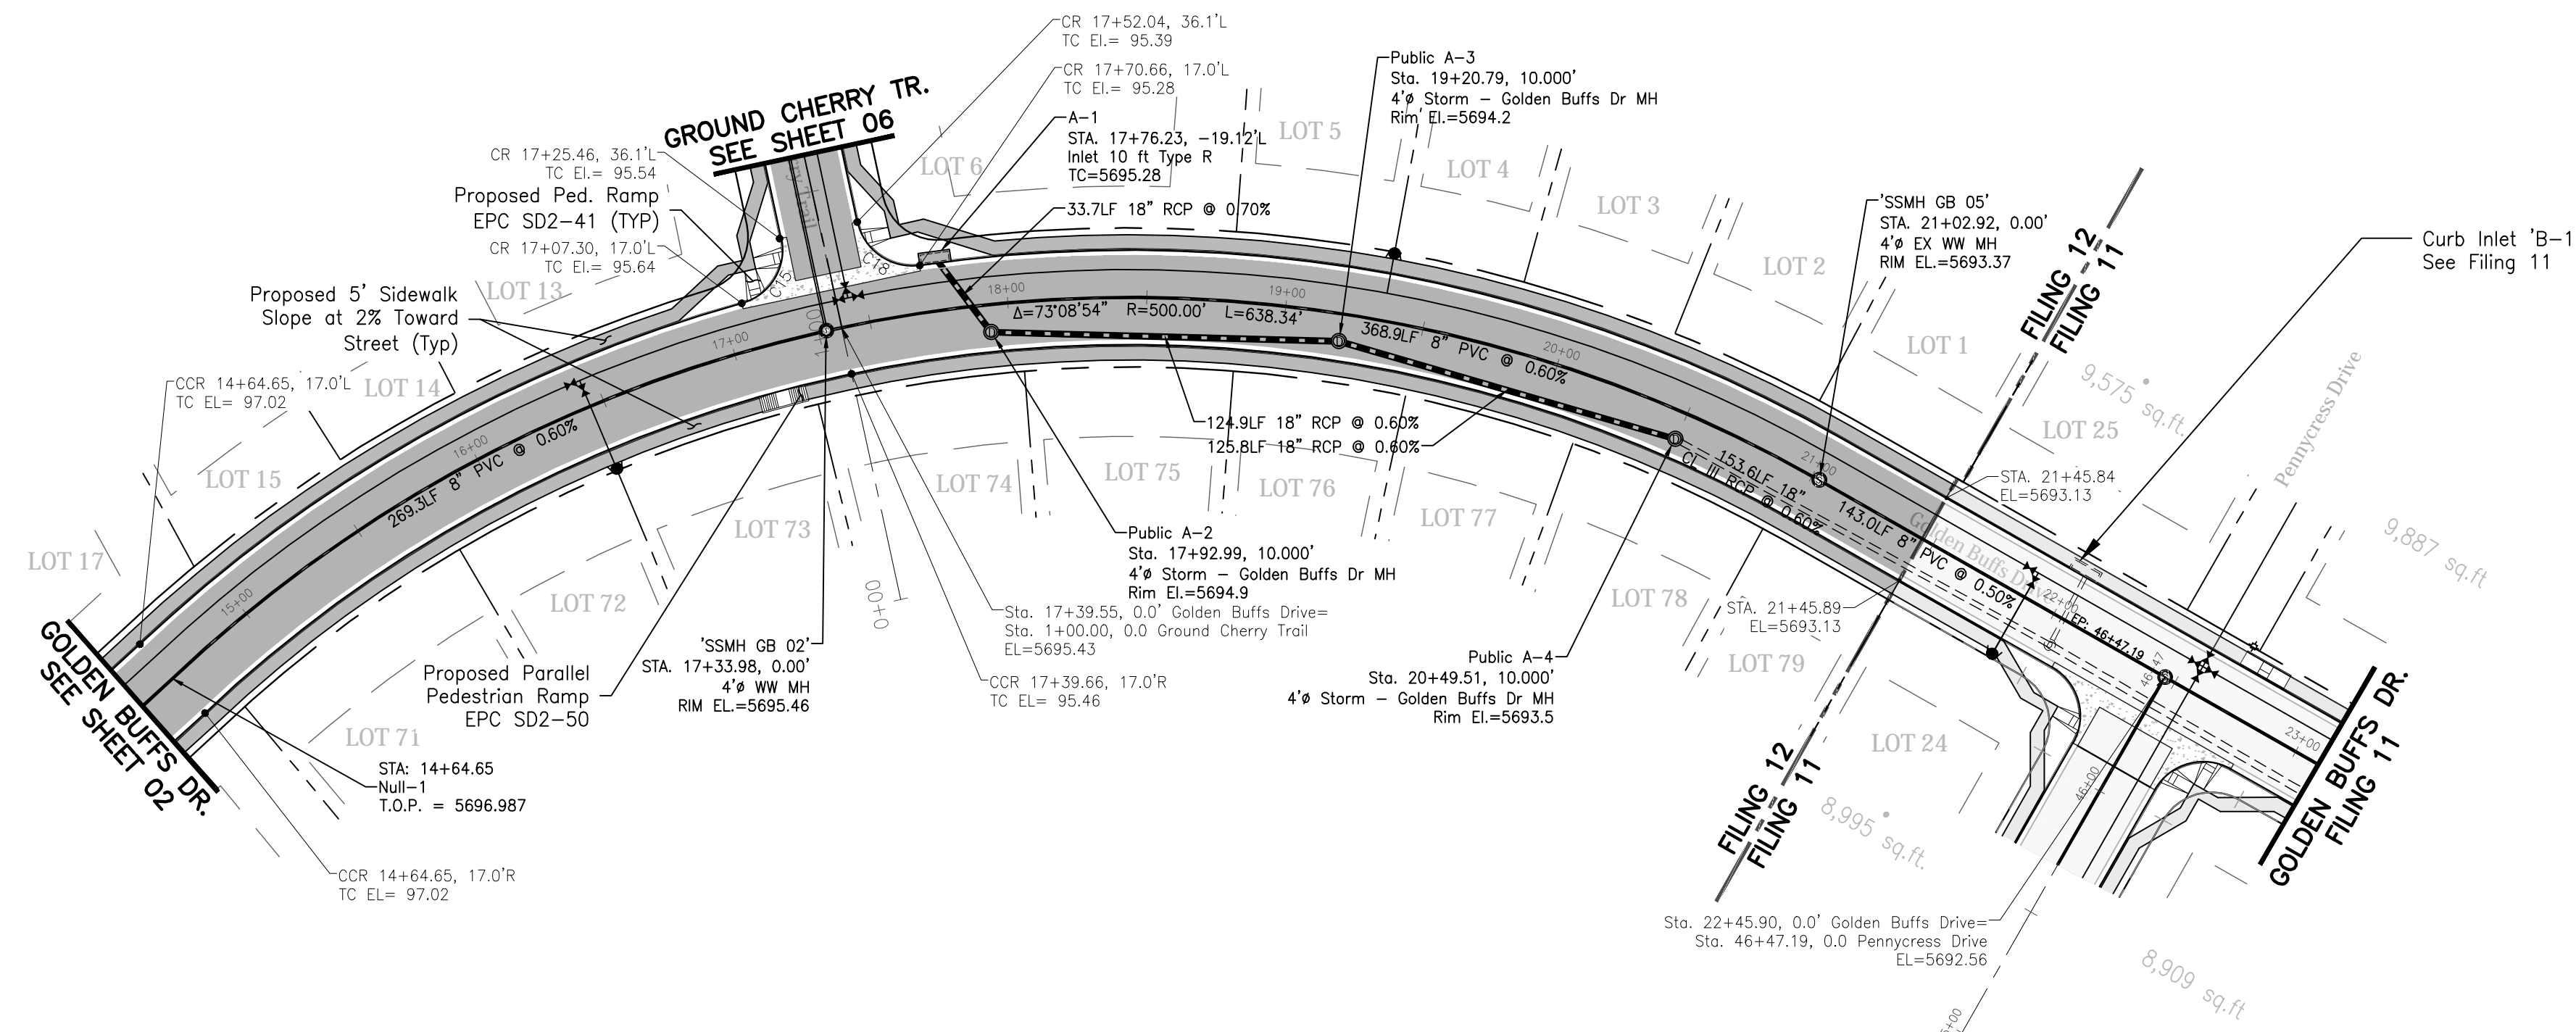 CR 17+52.04, 36.1'L
TC El.= 95.39
CR 17+70.66, 17.0'L
TC El.= 95.28
A-1
STA. 17+76.23, -19.12'L
Inlet 10 ft Type R
TC=5695.28
33.7LF 18" RCP @ 0.70%
Public A-3
Sta. 19+20.79, 10.000'
4'ø Storm - Golden Buffs Dr MH
Rim El.=5694.2
GROUND CHERRY TR.
SEE SHEET 06
CR 17+25.46, 36.1'L
TC El.= 95.54
Proposed Ped. Ramp
EPC SD2-41 (TYP)
CR 17+07.30, 17.0'L
TC El.= 95.64
Proposed 5' Sidewalk
Slope at 2% Toward
Street (Typ)
CCR 14+64.65, 17.0'L
TC EL= 97.02
LOT 6
LOT 5
LOT 4
LOT 3
LOT 2
LOT 1
LOT 25
LOT 13
LOT 14
LOT 15
LOT 17
C15
C18
'SSMH GB 05'
STA. 21+02.92, 0.00'
4'ø EX WW MH
RIM EL.=5693.37
FILING 12
FILING 11
Curb Inlet 'B-1
See Filing 11
9,575 sq.ft.
Pennycress Drive
9,887 sq.ft
15+00
16+00
17+00
18+00
19+00
20+00
21+00
22+00
23+00
269.3LF 8" PVC @ 0.60%
Δ=73°08'54" R=500.00' L=638.34'
368.9LF 8" PVC @ 0.60%
124.9LF 18" RCP @ 0.60%
125.8LF 18" RCP @ 0.60%
153.6LF 18"
CL III RCP @ 0.60%
143.0LF 8" PVC @ 0.50%
Golden Buffs Dr
EP: 46+47.19
46+47
46+00
STA. 21+45.84
EL=5693.13
STA. 21+45.89
EL=5693.13
LOT 71
LOT 72
LOT 73
LOT 74
LOT 75
LOT 76
LOT 77
LOT 78
LOT 79
LOT 24
0+00
GOLDEN BUFFS DR.
SEE SHEET 02
STA: 14+64.65
Null-1
T.O.P. = 5696.987
CCR 14+64.65, 17.0'R
TC EL= 97.02
Proposed Parallel
Pedestrian Ramp
EPC SD2-50
'SSMH GB 02'
STA. 17+33.98, 0.00'
4'ø WW MH
RIM EL.=5695.46
Public A-2
Sta. 17+92.99, 10.000'
4'ø Storm - Golden Buffs Dr MH
Rim El.=5694.9
Sta. 17+39.55, 0.0' Golden Buffs Drive=
Sta. 1+00.00, 0.0 Ground Cherry Trail
EL=5695.43
CCR 17+39.66, 17.0'R
TC EL= 95.46
Public A-4
Sta. 20+49.51, 10.000'
4'ø Storm - Golden Buffs Dr MH
Rim El.=5693.5
FILING 12
FILING 11
8,995 sq.ft.
Sta. 22+45.90, 0.0' Golden Buffs Drive=
Sta. 46+47.19, 0.0 Pennycress Drive
EL=5692.56
8,909 sq.ft
GOLDEN BUFFS DR.
FILING 11